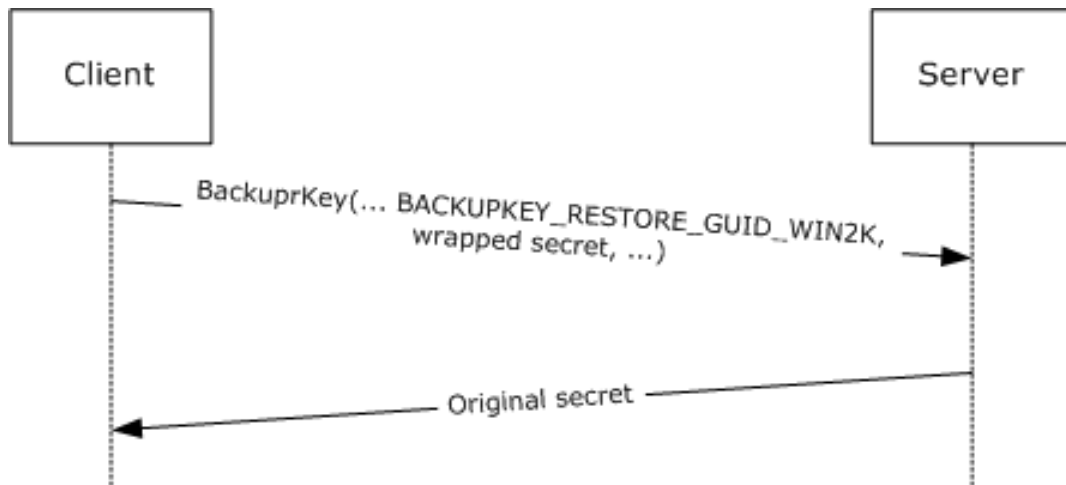 Client
Server
BackuprKey(... BACKUPKEY_RESTORE_GUID_WIN2K,
wrapped secret, ...)
Original secret